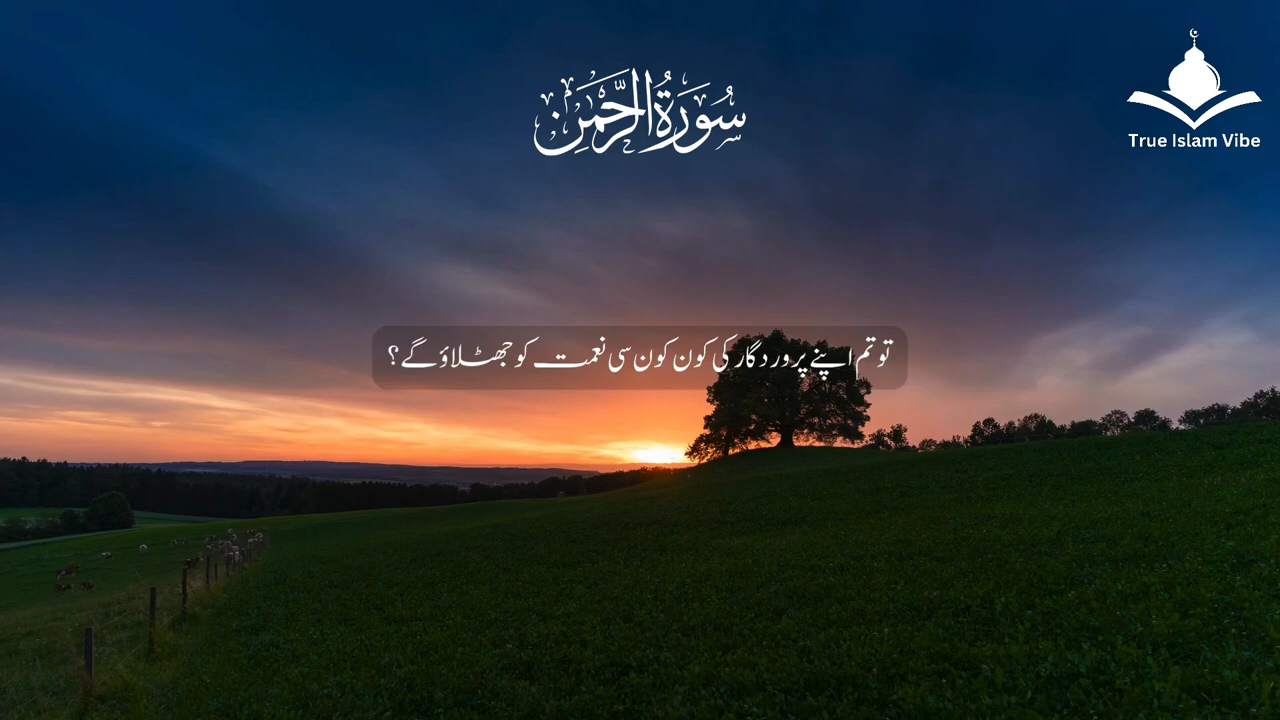 سُورَةُ الرَّحْمٰن
True Islam Vibe
تو تم اپنے پروردگار کی کون کون سی نعمت کو جھٹلاؤ گے؟